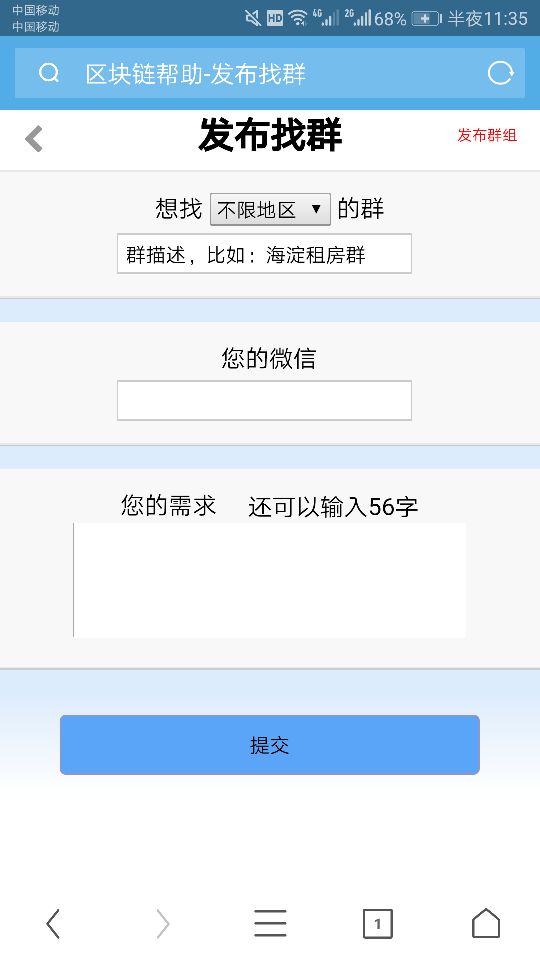 中国移动
中国移动
HD 4G 2G 68% 半夜11:35
区块链帮助-发布找群
发布找群
发布群组
想找 不限地区 ▼ 的群
群描述，比如：海淀租房群
您的微信
您的需求 还可以输入56字
提交
1